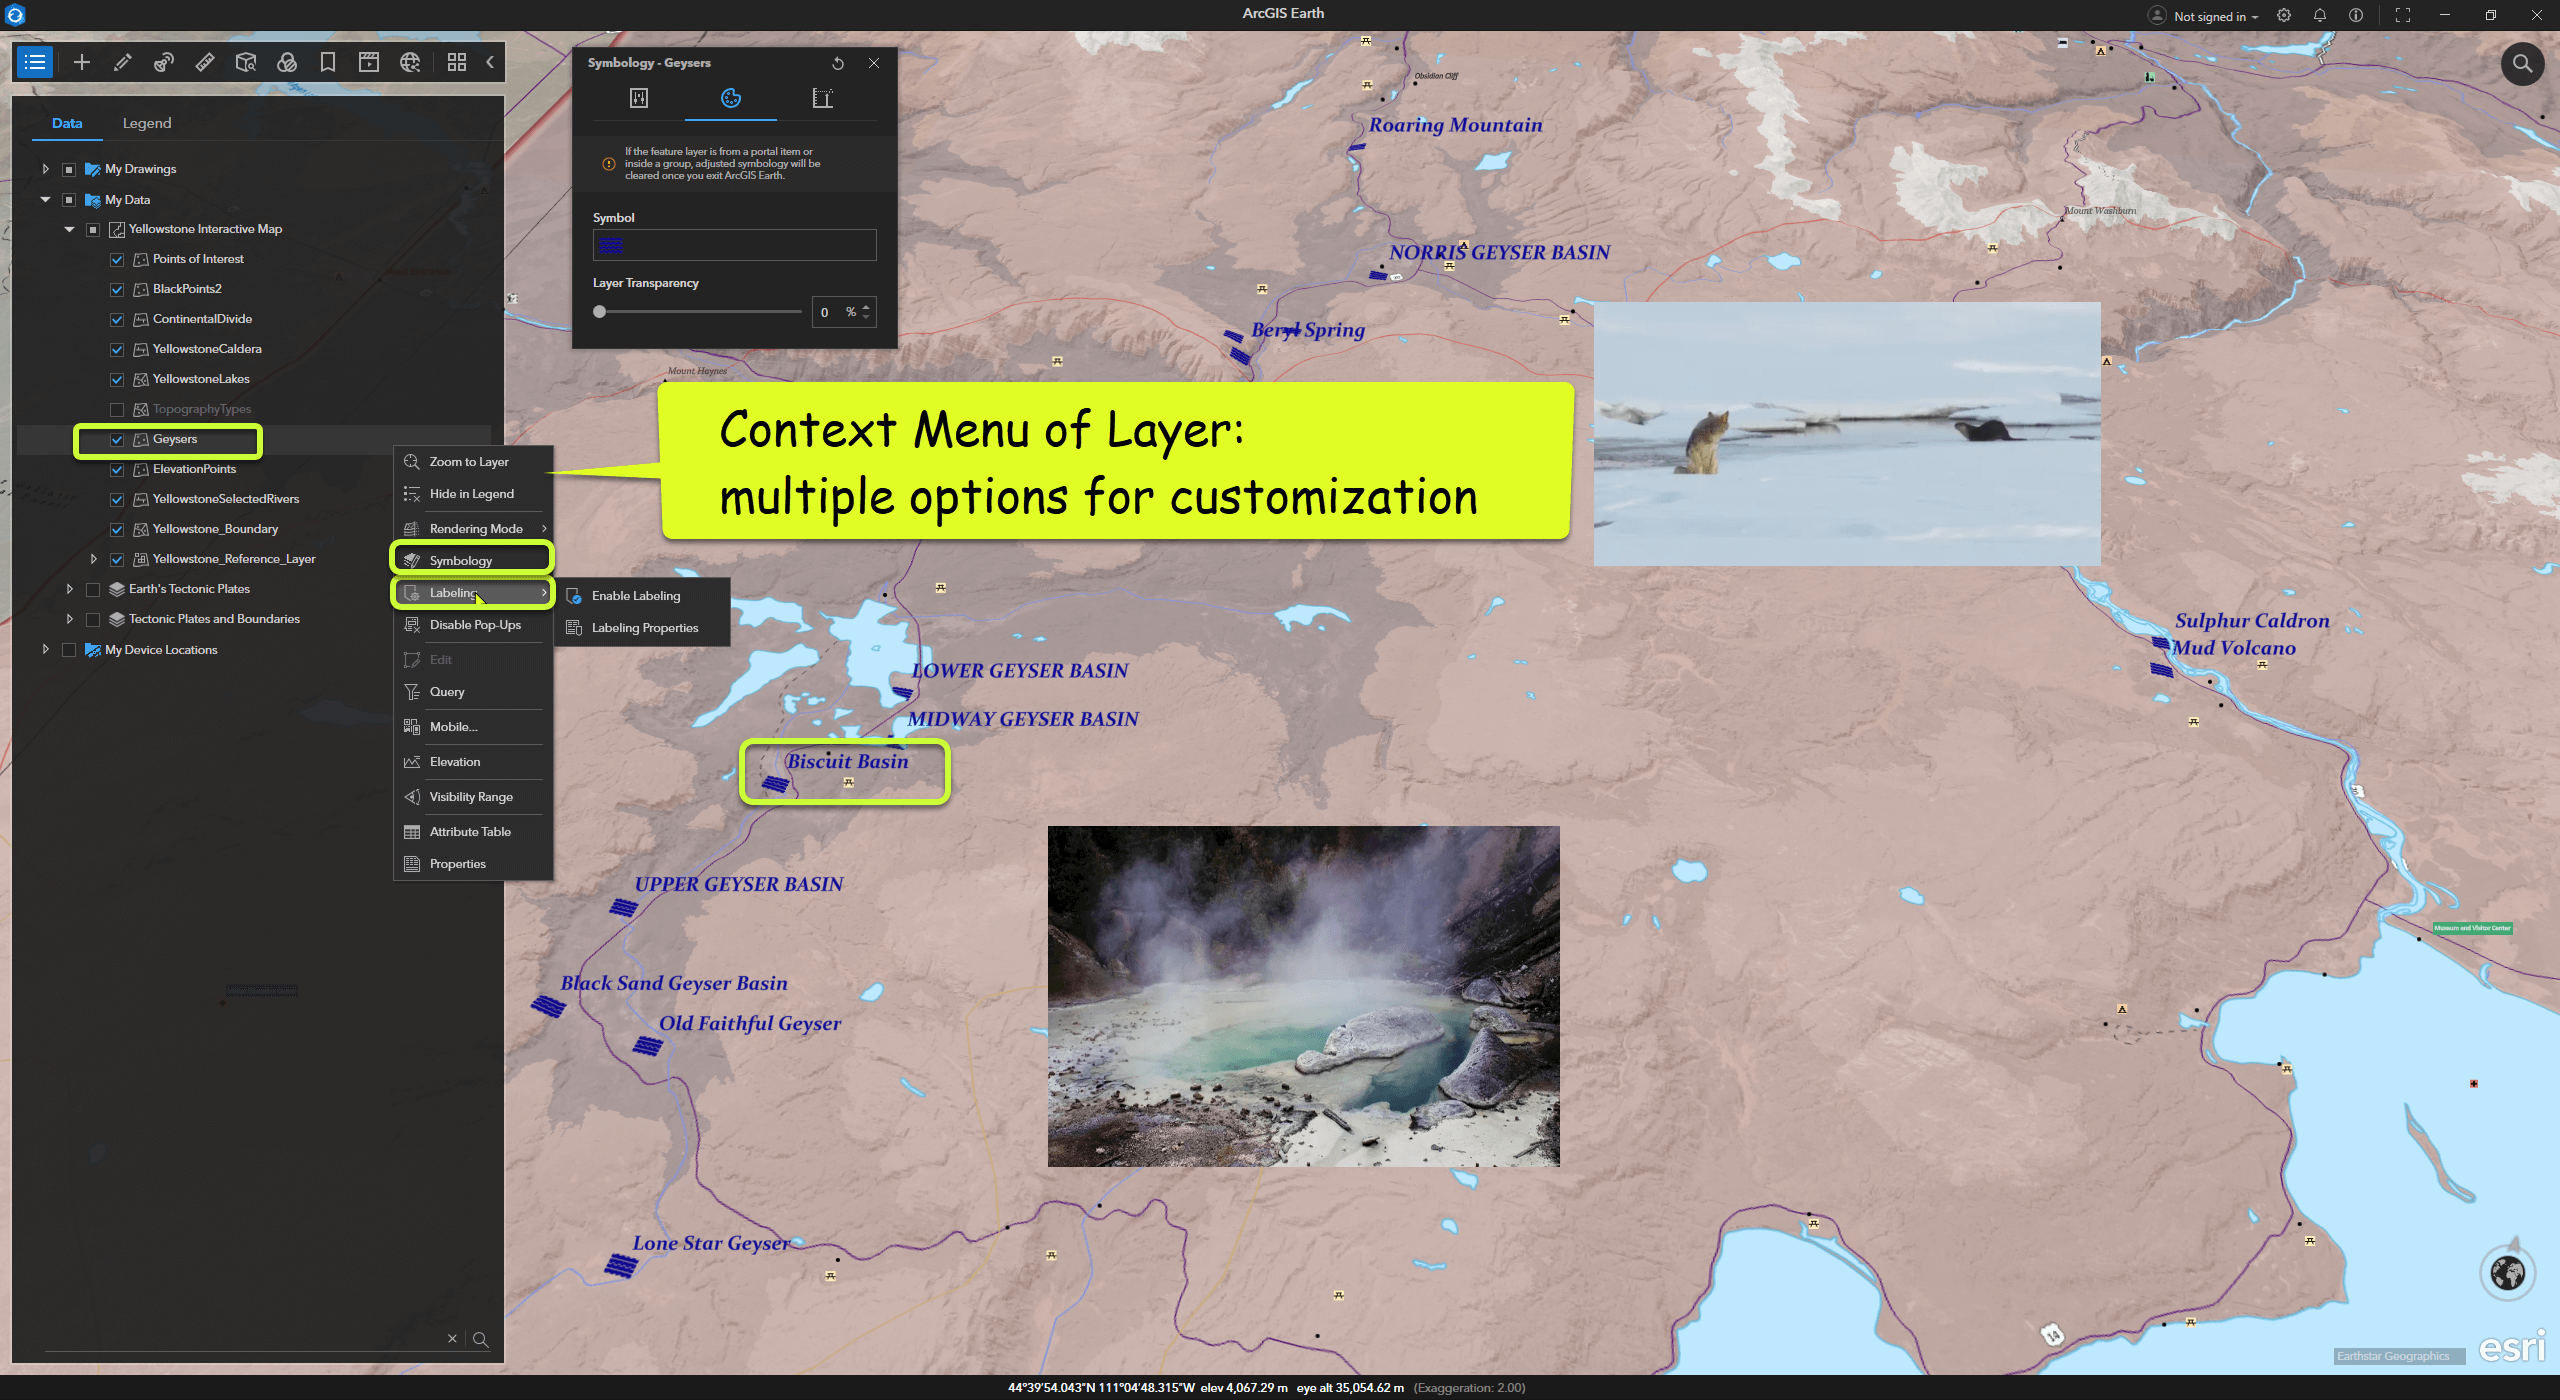 ArcGIS Earth
Not signed in
Data
Legend
My Drawings
My Data
Yellowstone Interactive Map
Points of Interest
BlackPoints2
ContinentalDivide
YellowstoneCaldera
YellowstoneLakes
TopographyTypes
Geysers
ElevationPoints
YellowstoneSelectedRivers
Yellowstone_Boundary
Yellowstone_Reference_Layer
Earth's Tectonic Plates
Tectonic Plates and Boundaries
My Device Locations
Zoom to Layer
Hide in Legend
Rendering Mode
Symbology
Labeling
Disable Pop-Ups
Edit
Query
Mobile...
Elevation
Visibility Range
Attribute Table
Properties
Enable Labeling
Labeling Properties
Symbology - Geysers
If the feature layer is from a portal item or
inside a group, adjusted symbology will be
cleared once you exit ArcGIS Earth.
Symbol
Layer Transparency
0 %
Context Menu of Layer:
multiple options for customization
Obsidian Cliff
Roaring Mountain
Mount Washburn
NORRIS GEYSER BASIN
Beryl Spring
Mount Haynes
Sulphur Caldron
Mud Volcano
LOWER GEYSER BASIN
MIDWAY GEYSER BASIN
Biscuit Basin
UPPER GEYSER BASIN
Black Sand Geyser Basin
Old Faithful Geyser
Museum and Visitor Center
Lone Star Geyser
14
Earthstar Geographics
esri
44°39'54.043"N 111°04'48.315"W elev 4,067.29 m eye alt 35,054.62 m (Exaggeration: 2.00)